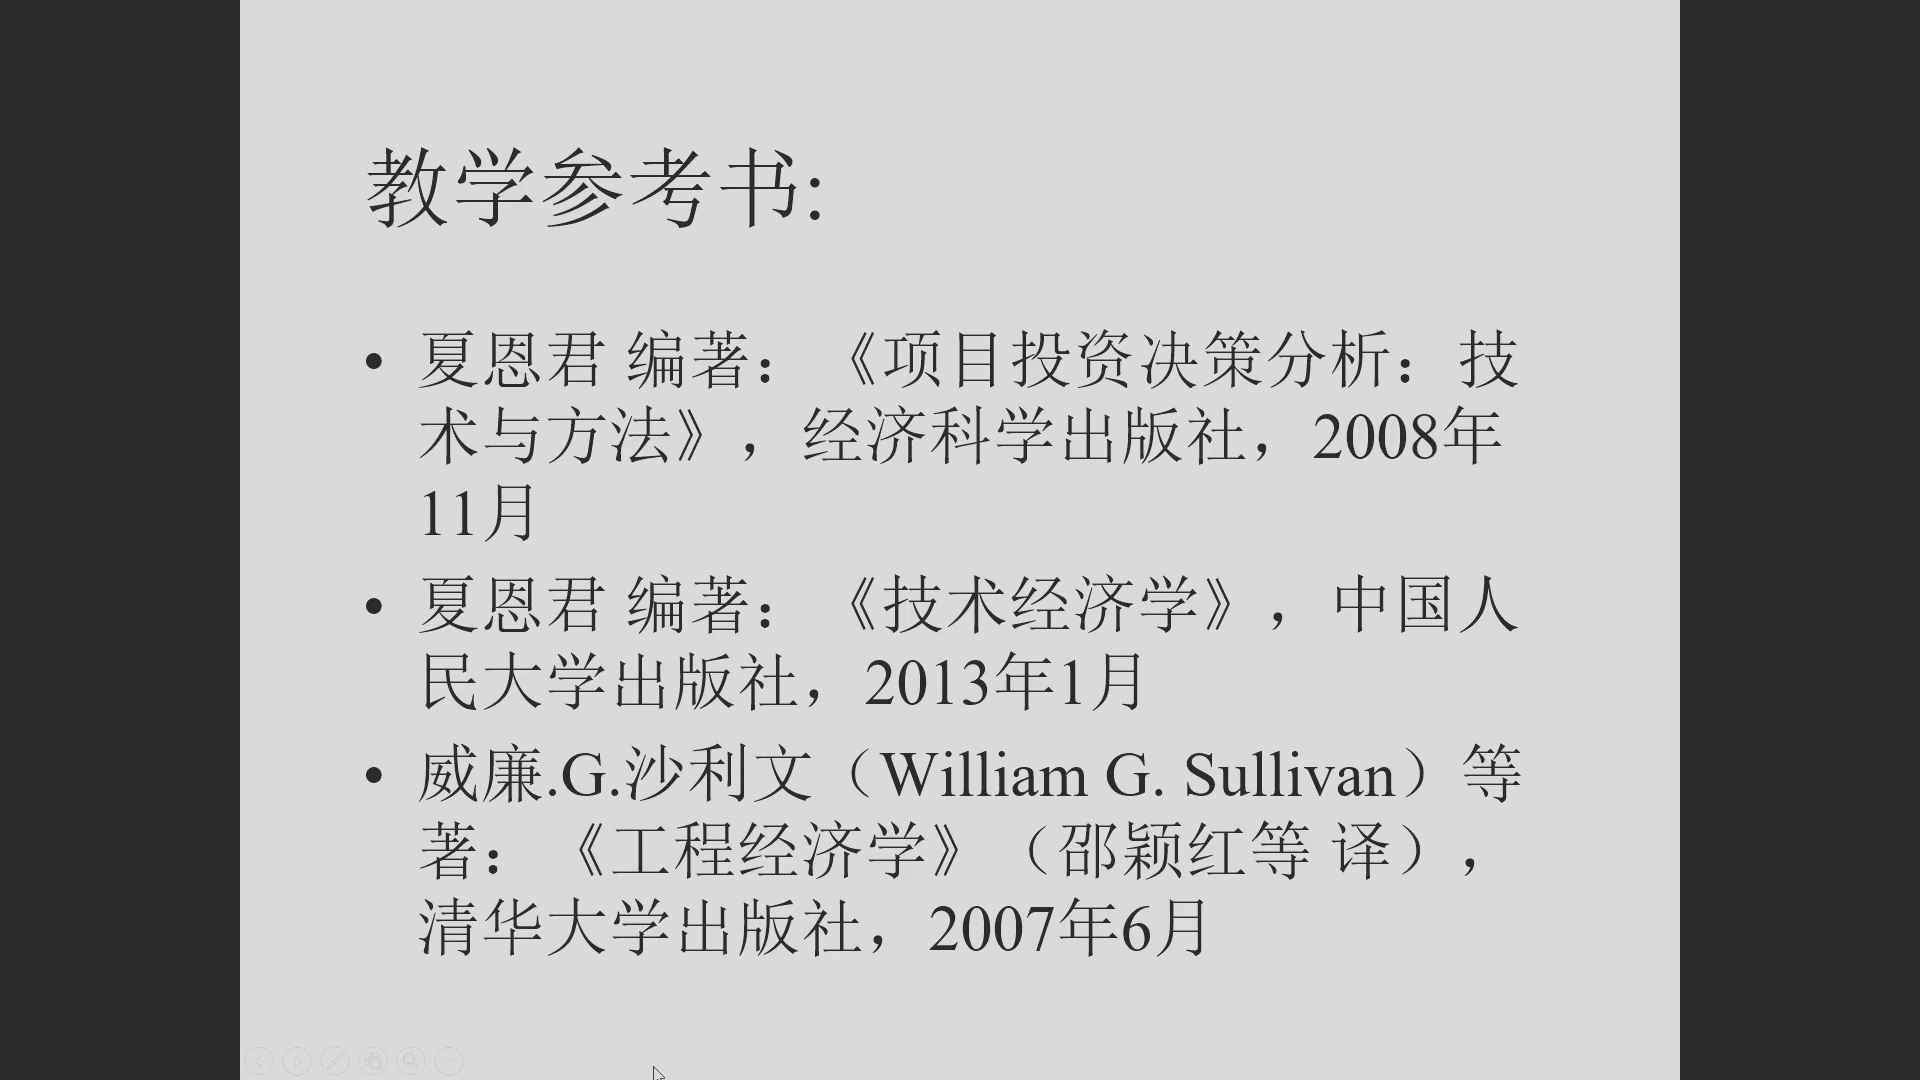 教学参考书:
• 夏恩君 编著：《项目投资决策分析：技
术与方法》，经济科学出版社，2008年
11月
• 夏恩君 编著：《技术经济学》，中国人
民大学出版社，2013年1月
• 威廉.G.沙利文（William G. Sullivan）等
著：《工程经济学》（邵颖红等 译），
清华大学出版社，2007年6月